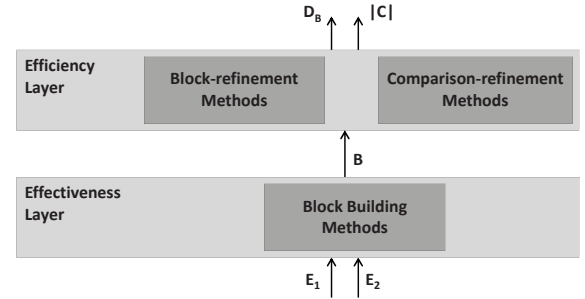 D_B |C|
Efficiency
Layer
Block-refinement
Methods
Comparison-refinement
Methods
B
Effectiveness
Layer
Block Building
Methods
E_1 E_2